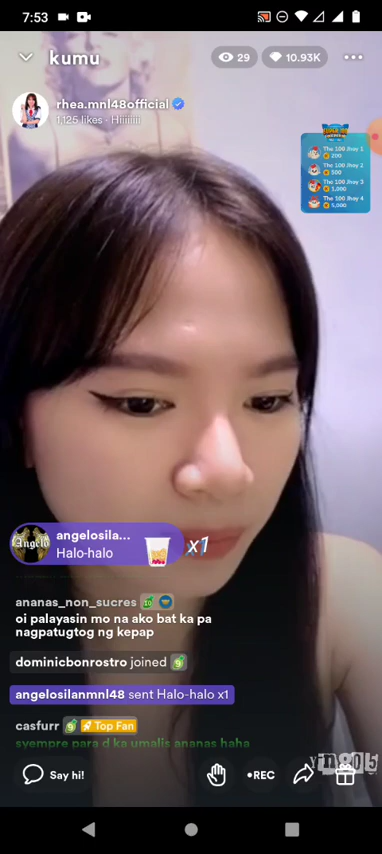 7:53
kumu
29
10.93K
rhea.mnl48official
1,125 likes · Hiiiiiii
The 100 Jhay 1
200
The 100 Jhay 2
500
The 100 Jhay 3
1,000
The 100 Jhay 4
5,000
Angelo
angelosila...
Halo-halo
x1
ananas_non_sucres
oi palayasin mo na ako bat ka pa
nagpatugtog ng kepap
dominicbonrostro joined
angelosilanmnl48 sent Halo-halo x1
casfurr Top Fan
syempre para d ka umalis ananas haha
Say hi!
•REC